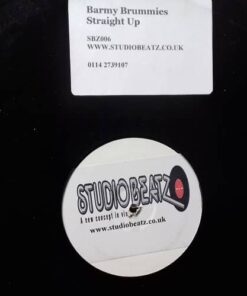 Barmy Brummies
Straight Up
SBZ006
WWW.STUDIOBEATZ.CO.UK
0114 2739107
STUDIOBEATZ
A new concept in vinyl
www.studiobeatz.co.uk